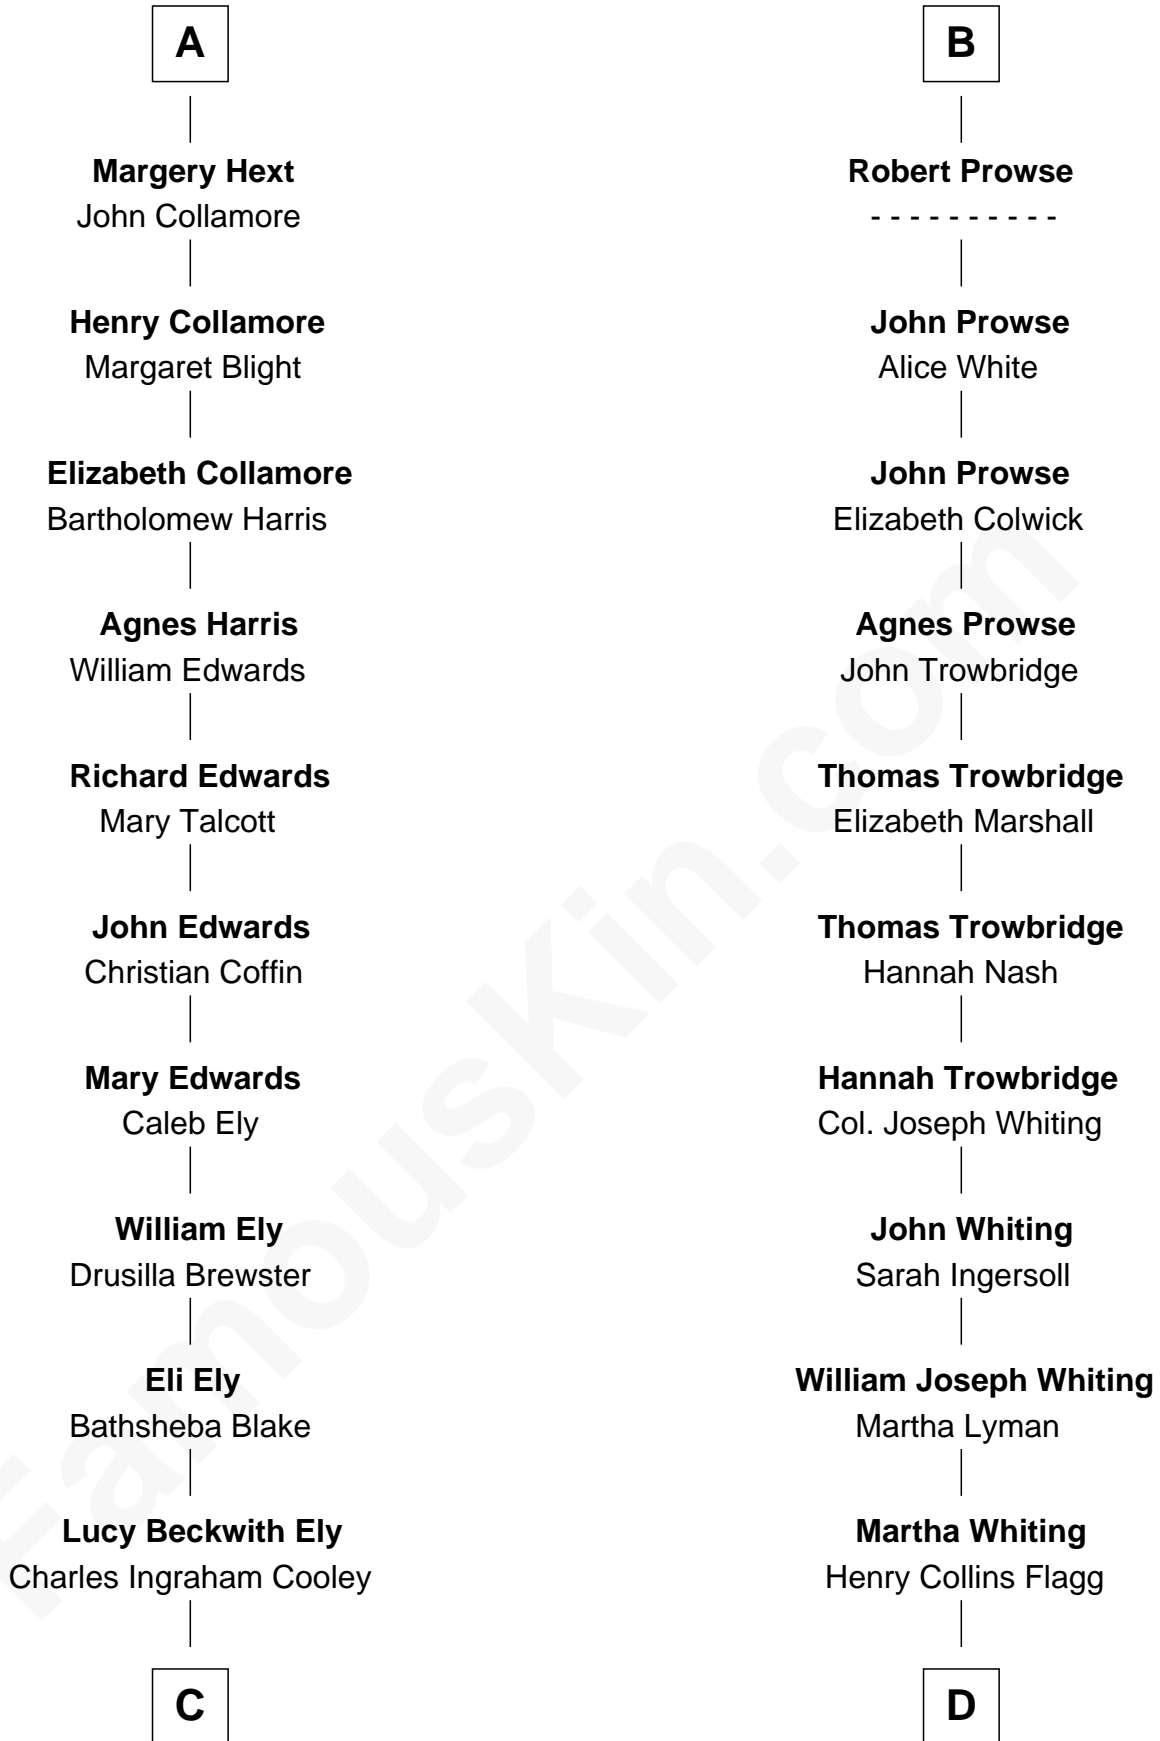 A
Margery Hext
John Collamore
Henry Collamore
Margaret Blight
Elizabeth Collamore
Bartholomew Harris
Agnes Harris
William Edwards
Richard Edwards
Mary Talcott
John Edwards
Christian Coffin
Mary Edwards
Caleb Ely
William Ely
Drusilla Brewster
Eli Ely
Bathsheba Blake
Lucy Beckwith Ely
Charles Ingraham Cooley
C
B
Robert Prowse
- - - - - - - - - -
John Prowse
Alice White
John Prowse
Elizabeth Colwick
Agnes Prowse
John Trowbridge
Thomas Trowbridge
Elizabeth Marshall
Thomas Trowbridge
Hannah Nash
Hannah Trowbridge
Col. Joseph Whiting
John Whiting
Sarah Ingersoll
William Joseph Whiting
Martha Lyman
Martha Whiting
Henry Collins Flagg
D
FamousKin.com